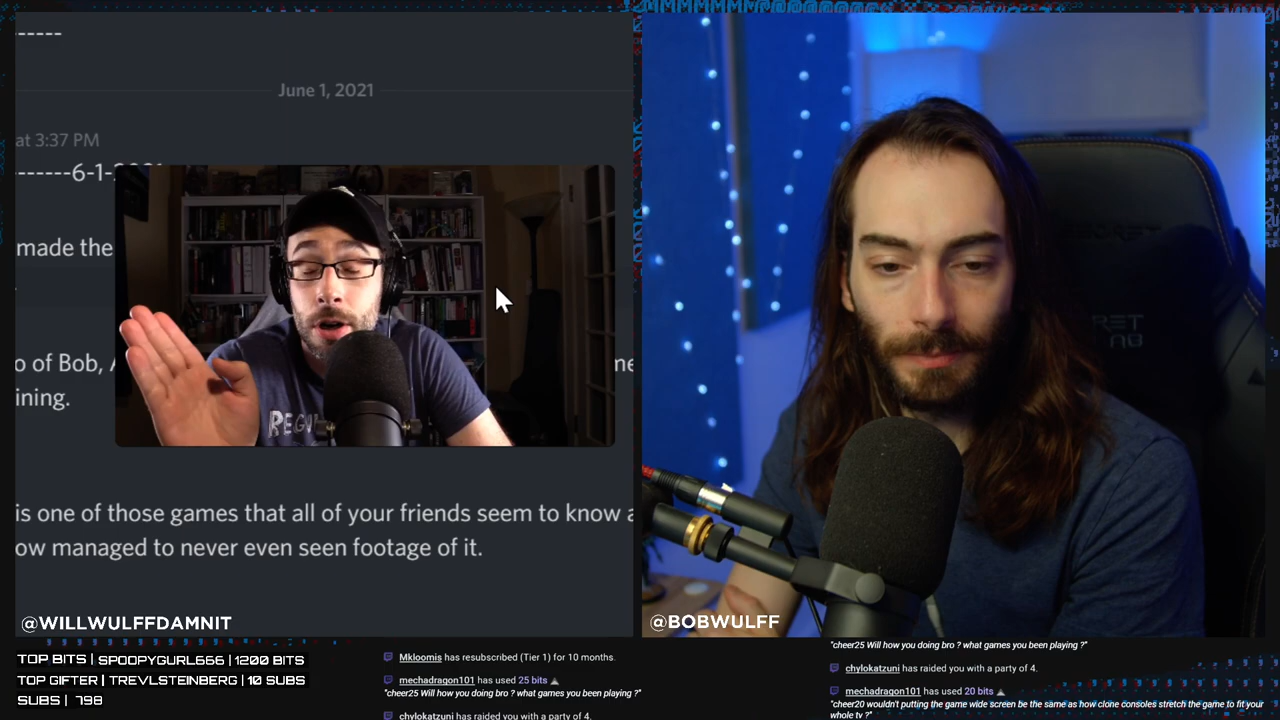 ------
June 1, 2021
at 3:37 PM
------6-1-2021
made the
o of Bob,
ining.
is one of those games that all of your friends seem to know
ow managed to never even seen footage of it.
@WILLWULFFDAMNIT
@BOBWULFF
TOP BITS | SPOOPYGURL666 | 1200 BITS
TOP GIFTER | TREVLSTEINBERG | 10 SUBS
SUBS | 798
Mkloomis has resubscribed (Tier 1) for 10 months.
mechadragon101 has used 25 bits
"cheer25 Will how you doing bro ? what games you been playing ?"
chylokatzuni has raided you with a party of 4.
"cheer25 Will how you doing bro ? what games you been playing ?"
chylokatzuni has raided you with a party of 4.
mechadragon101 has used 20 bits
"cheer20 wouldn't putting the game wide screen be the same as how clone consoles stretch the game to fit your
whole tv ?"